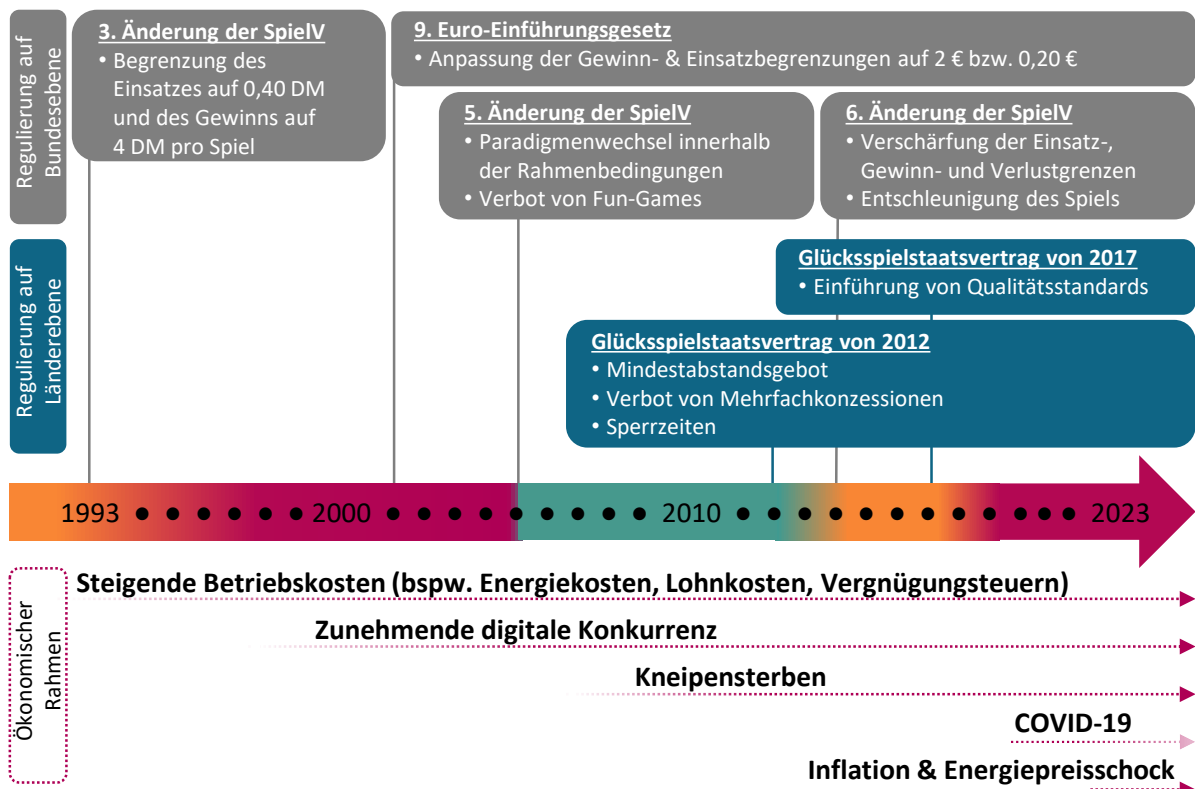 Regulierung auf
Bundesebene
3. Änderung der SpielV
• Begrenzung des
Einsatzes auf 0,40 DM
und des Gewinns auf
4 DM pro Spiel
9. Euro-Einführungsgesetz
• Anpassung der Gewinn- & Einsatzbegrenzungen auf 2 € bzw. 0,20 €
5. Änderung der SpielV
• Paradigmenwechsel innerhalb
der Rahmenbedingungen
• Verbot von Fun-Games
6. Änderung der SpielV
• Verschärfung der Einsatz-,
Gewinn- und Verlustgrenzen
• Entschleunigung des Spiels
Regulierung auf
Länderebene
Glücksspielstaatsvertrag von 2017
• Einführung von Qualitätsstandards
Glücksspielstaatsvertrag von 2012
• Mindestabstandsgebot
• Verbot von Mehrfachkonzessionen
• Sperrzeiten
1993 2000 2010 2023
Ökonomischer
Rahmen
Steigende Betriebskosten (bspw. Energiekosten, Lohnkosten, Vergnügungsteuern)
Zunehmende digitale Konkurrenz
Kneipensterben
COVID-19
Inflation & Energiepreisschock